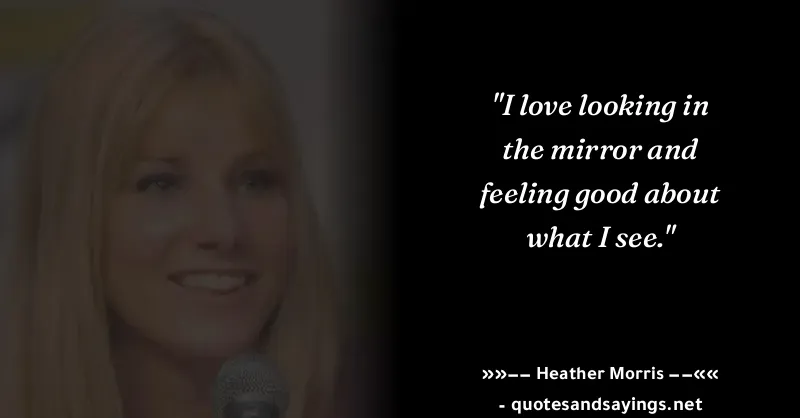 "I love looking in
the mirror and
feeling good about
what I see."
»»–– Heather Morris ––««
- quotesandsayings.net